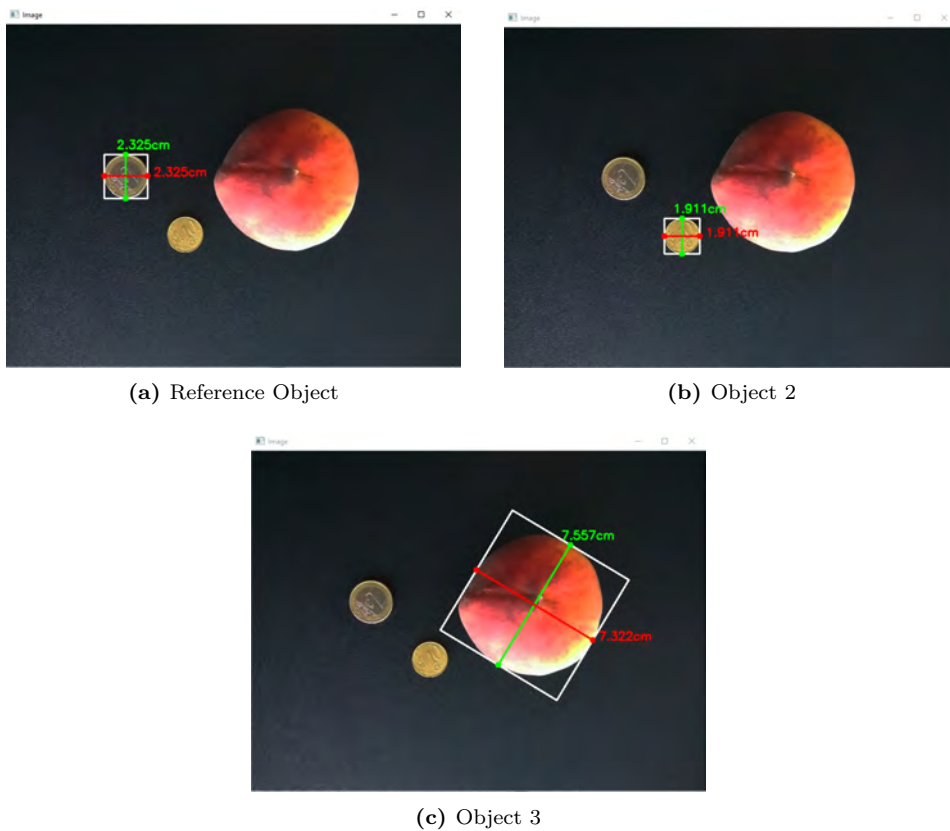 Image
2.325cm
2.325cm
(a) Reference Object
Image
1.911cm
1.911cm
(b) Object 2
Image
7.557cm
7.322cm
(c) Object 3